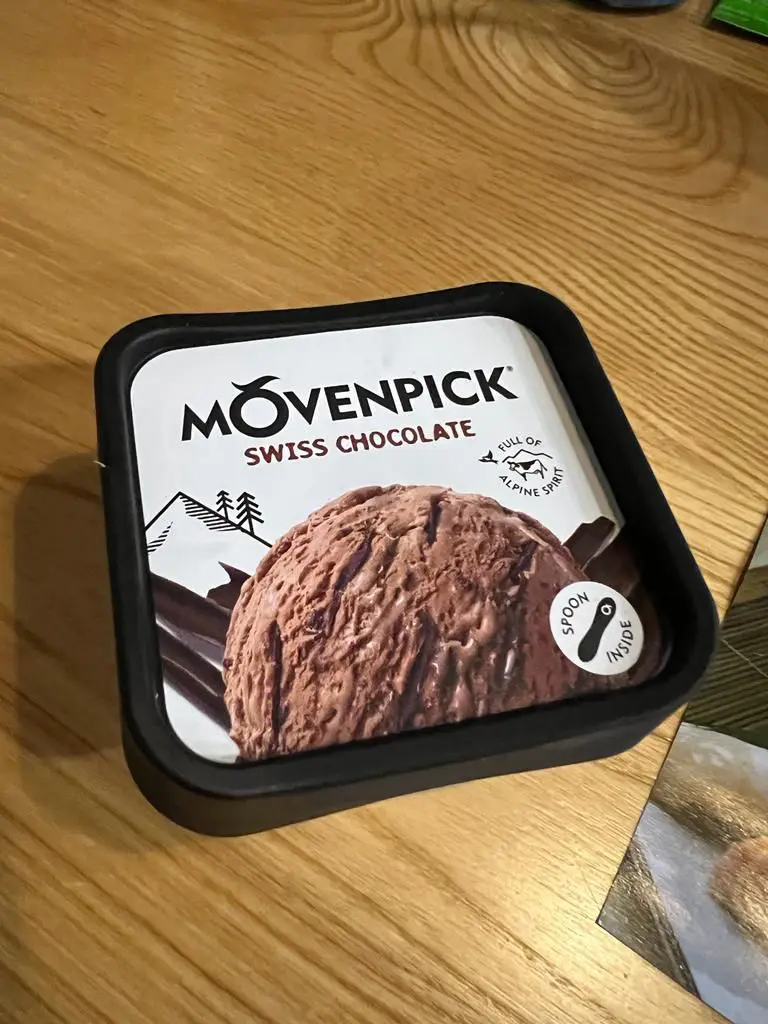 MÖVENPICK®
SWISS CHOCOLATE
FULL OF
ALPINE SPIRIT
SPOON
INSIDE